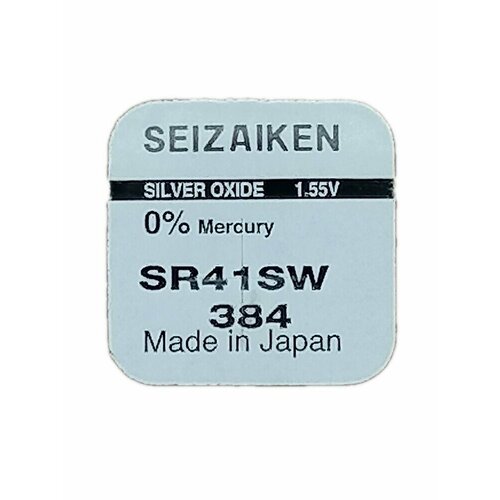 SEIZAIKEN
SILVER OXIDE 1.55V
0% Mercury
SR41SW
384
Made in Japan